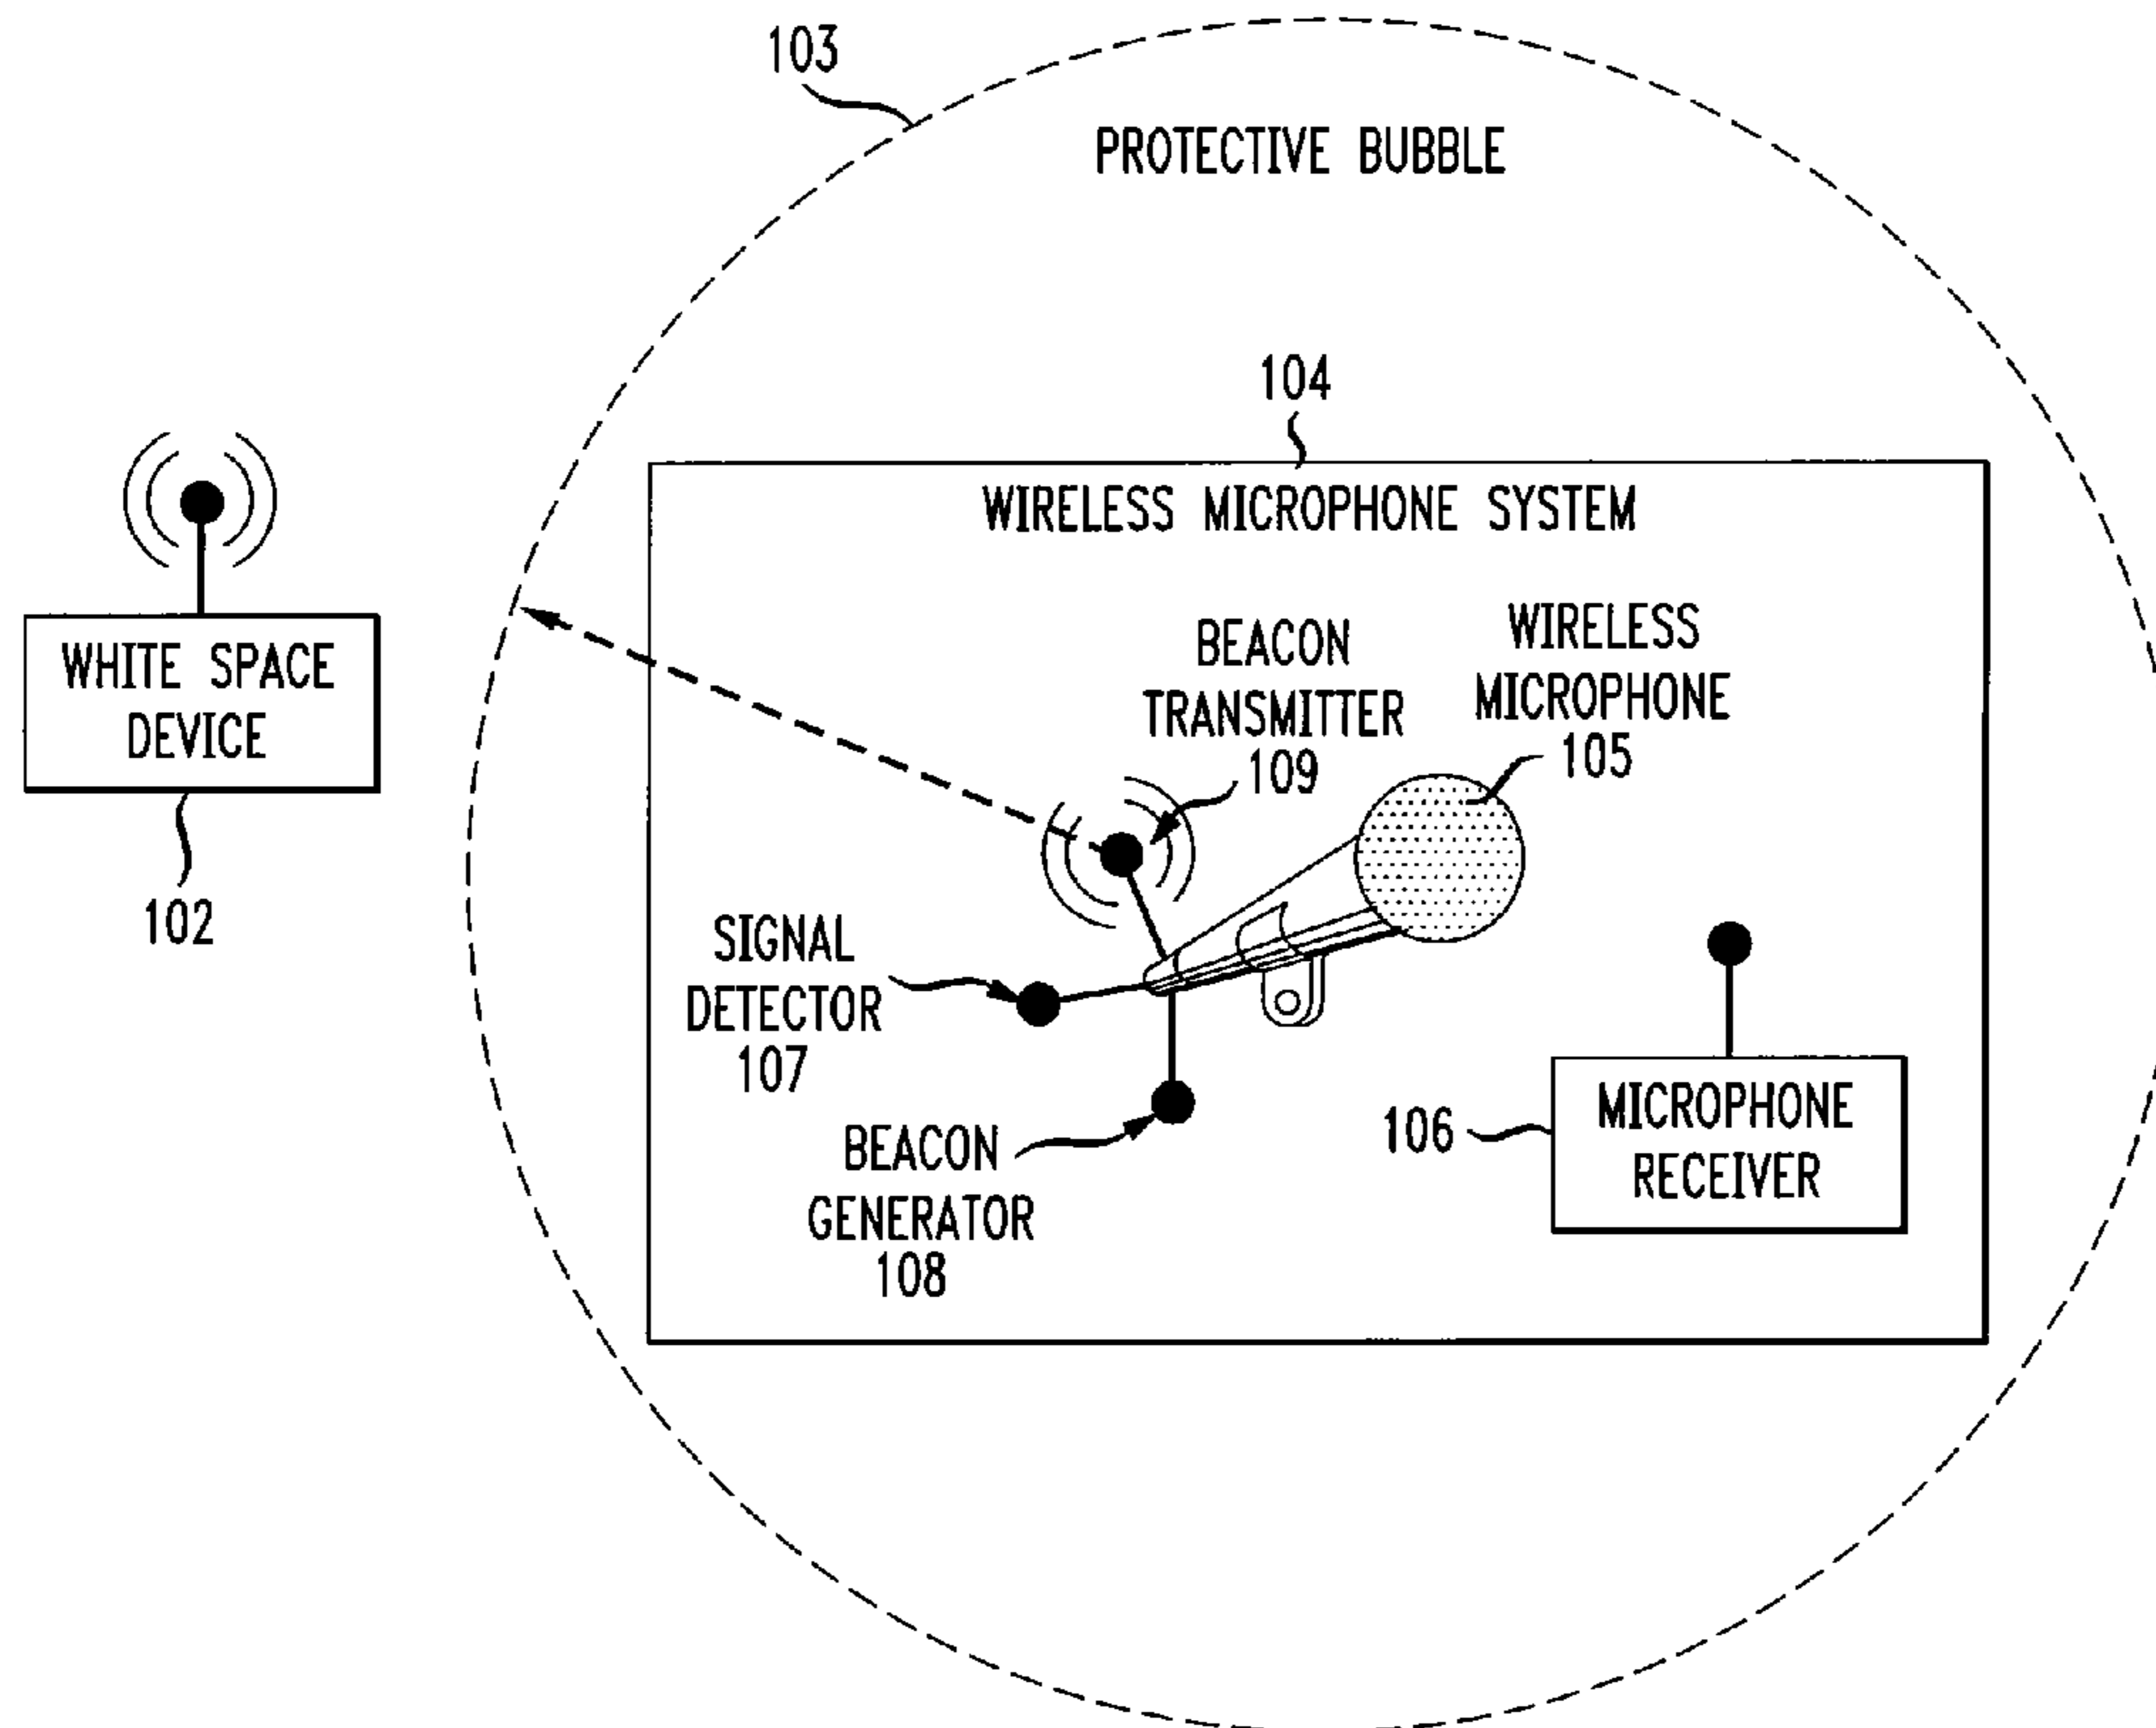 103
PROTECTIVE BUBBLE
104
WIRELESS MICROPHONE SYSTEM
WHITE SPACE
DEVICE
102
BEACON
TRANSMITTER
109
WIRELESS
MICROPHONE
105
SIGNAL
DETECTOR
107
BEACON
GENERATOR
108
106
MICROPHONE
RECEIVER